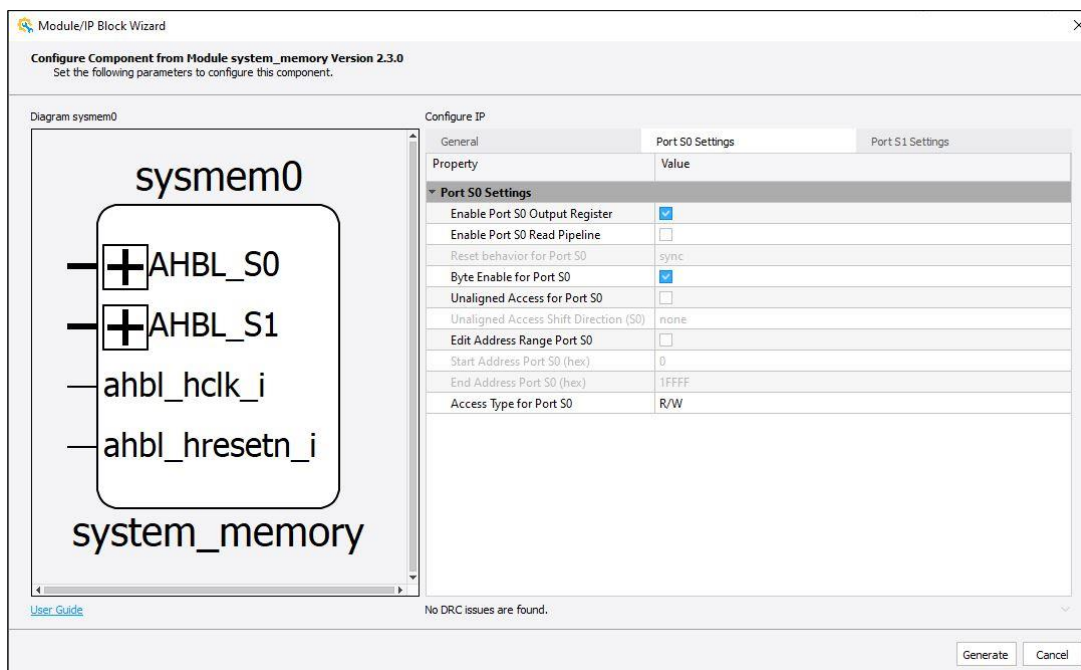 Module/IP Block Wizard
Configure Component from Module system_memory Version 2.3.0
Set the following parameters to configure this component.
Diagram sysmem0
sysmem0
AHBL_S0
AHBL_S1
ahbl_hclk_i
ahbl_hresetn_i
system_memory
User Guide
Configure IP
General Port S0 Settings Port S1 Settings
Property Value
Port S0 Settings
Enable Port S0 Output Register
Enable Port S0 Read Pipeline
Reset behavior for Port S0 sync
Byte Enable for Port S0
Unaligned Access for Port S0
Unaligned Access Shift Direction (S0) none
Edit Address Range Port S0
Start Address Port S0 (hex) 0
End Address Port S0 (hex) 1FFFF
Access Type for Port S0 R/W
No DRC issues are found.
Generate Cancel